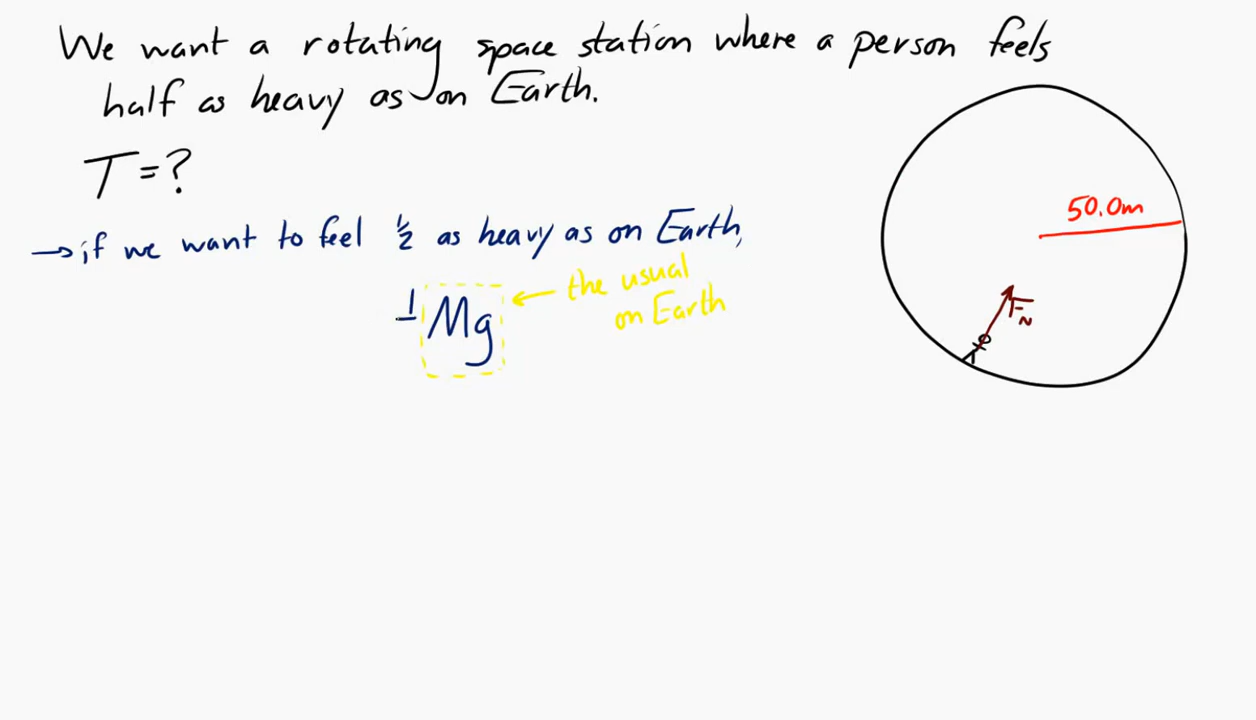 We want a rotating space station where a person feels
half as heavy as on Earth.
T=?
→ if we want to feel ½ as heavy as on Earth,
1 Mg
← the usual
on Earth
50.0m
F_N